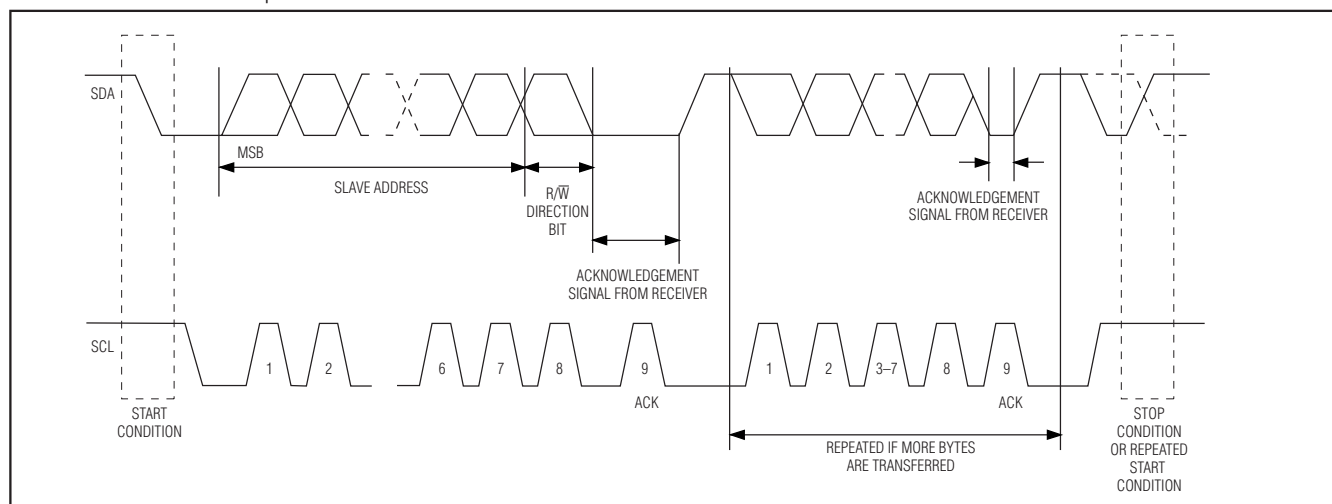 SDA
MSB
SLAVE ADDRESS
R/W̅
DIRECTION
BIT
ACKNOWLEDGEMENT
SIGNAL FROM RECEIVER
ACKNOWLEDGEMENT
SIGNAL FROM RECEIVER
SCL
1 2 6 7 8 9 1 2 3–7 8 9
ACK ACK
START
CONDITION
REPEATED IF MORE BYTES
ARE TRANSFERRED
STOP
CONDITION
OR REPEATED
START
CONDITION